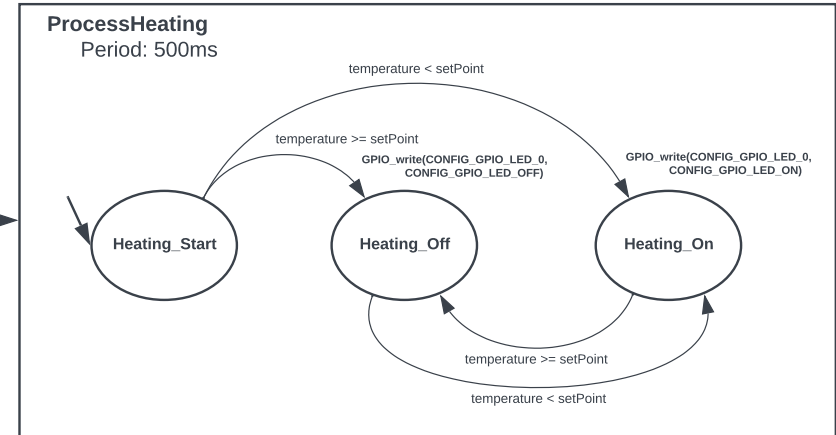 ProcessHeating
Period: 500ms
temperature < setPoint
temperature >= setPoint
GPIO_write(CONFIG_GPIO_LED_0,
CONFIG_GPIO_LED_OFF)
GPIO_write(CONFIG_GPIO_LED_0,
CONFIG_GPIO_LED_ON)
Heating_Start
Heating_Off
Heating_On
temperature >= setPoint
temperature < setPoint